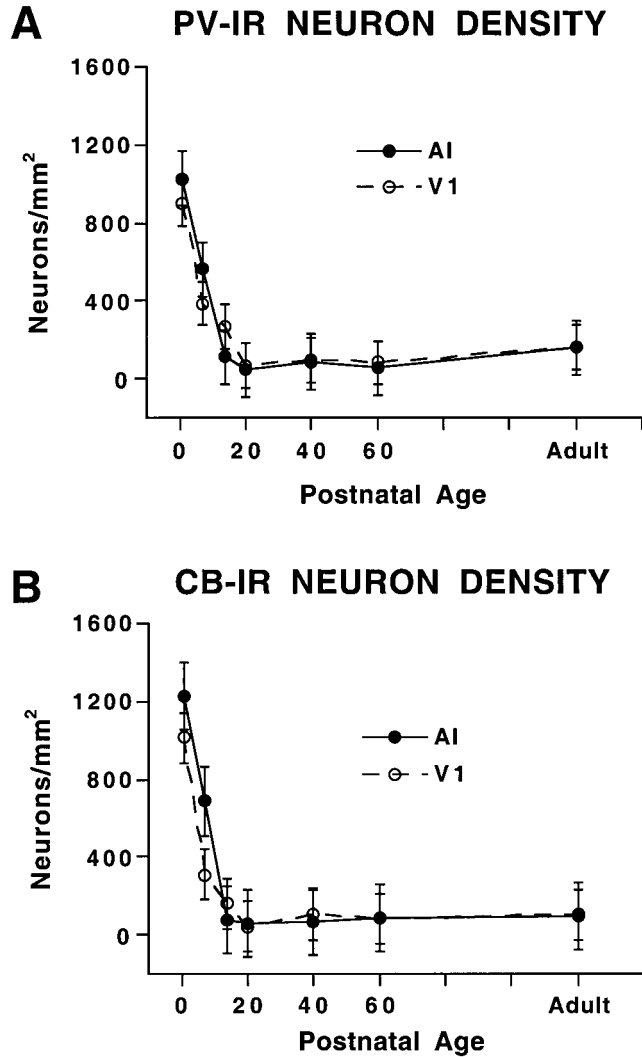 A PV-IR NEURON DENSITY
1600
1200
800
400
0
Neurons/mm²
AI
V1
0 20 40 60 Adult
Postnatal Age
B CB-IR NEURON DENSITY
1600
1200
800
400
0
Neurons/mm²
AI
V1
0 20 40 60 Adult
Postnatal Age